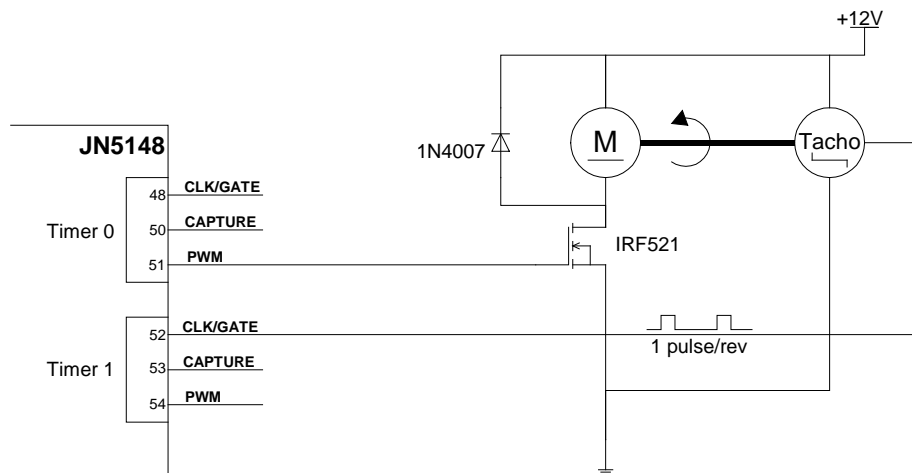 +12V
JN5148
1N4007
M
Tacho
48 CLK/GATE
Timer 0
50 CAPTURE
IRF521
51 PWM
52 CLK/GATE
1 pulse/rev
Timer 1
53 CAPTURE
54 PWM